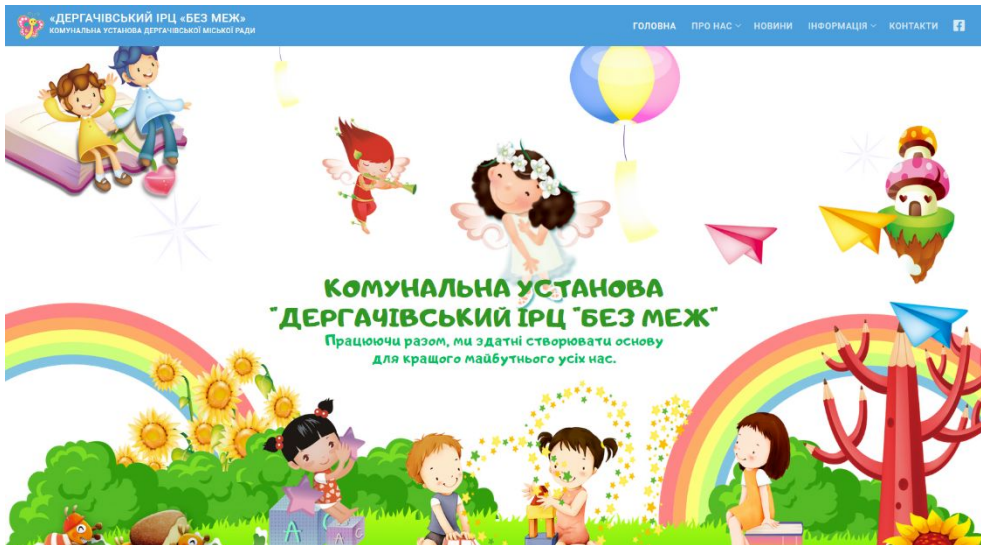 «ДЕРГАЧІВСЬКИЙ ІРЦ «БЕЗ МЕЖ»
КОМУНАЛЬНА УСТАНОВА ДЕРГАЧІВСЬКОЇ МІСЬКОЇ РАДИ
ГОЛОВНА ПРО НАС НОВИНИ ІНФОРМАЦІЯ КОНТАКТИ
КОМУНАЛЬНА УСТАНОВА
"ДЕРГАЧІВСЬКИЙ ІРЦ "БЕЗ МЕЖ"
Працюючи разом, ми здатні створювати основу
для кращого майбутнього усіх нас.
A C
A